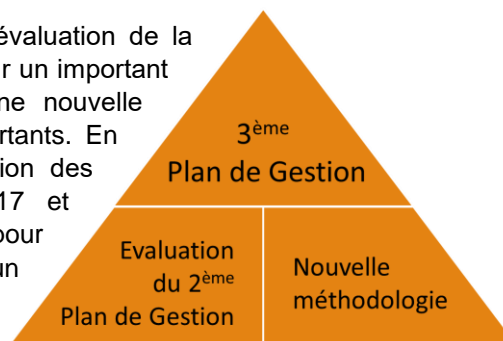 évaluation de la
r un important
ne nouvelle
rtants. En
tion des
17 et
pour
un
3ème
Plan de Gestion
Evaluation
du 2ème
Plan de Gestion
Nouvelle
méthodologie